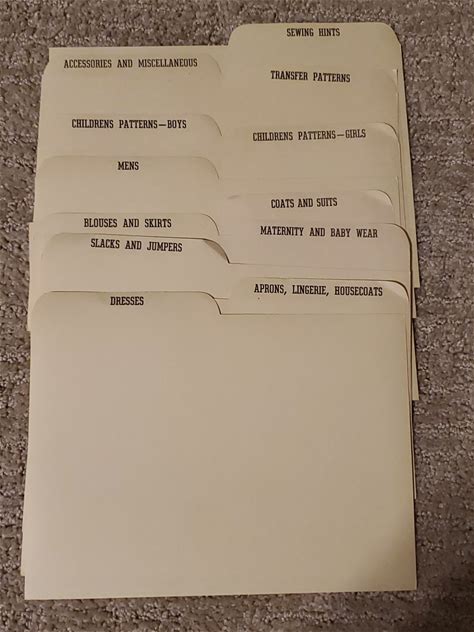 SEWING HINTS
ACCESSORIES AND MISCELLANEOUS
TRANSFER PATTERNS
CHILDRENS PATTERNS—BOYS
CHILDRENS PATTERNS—GIRLS
MENS
COATS AND SUITS
BLOUSES AND SKIRTS
MATERNITY AND BABY WEAR
SLACKS AND JUMPERS
APRONS, LINGERIE, HOUSECOATS
DRESSES